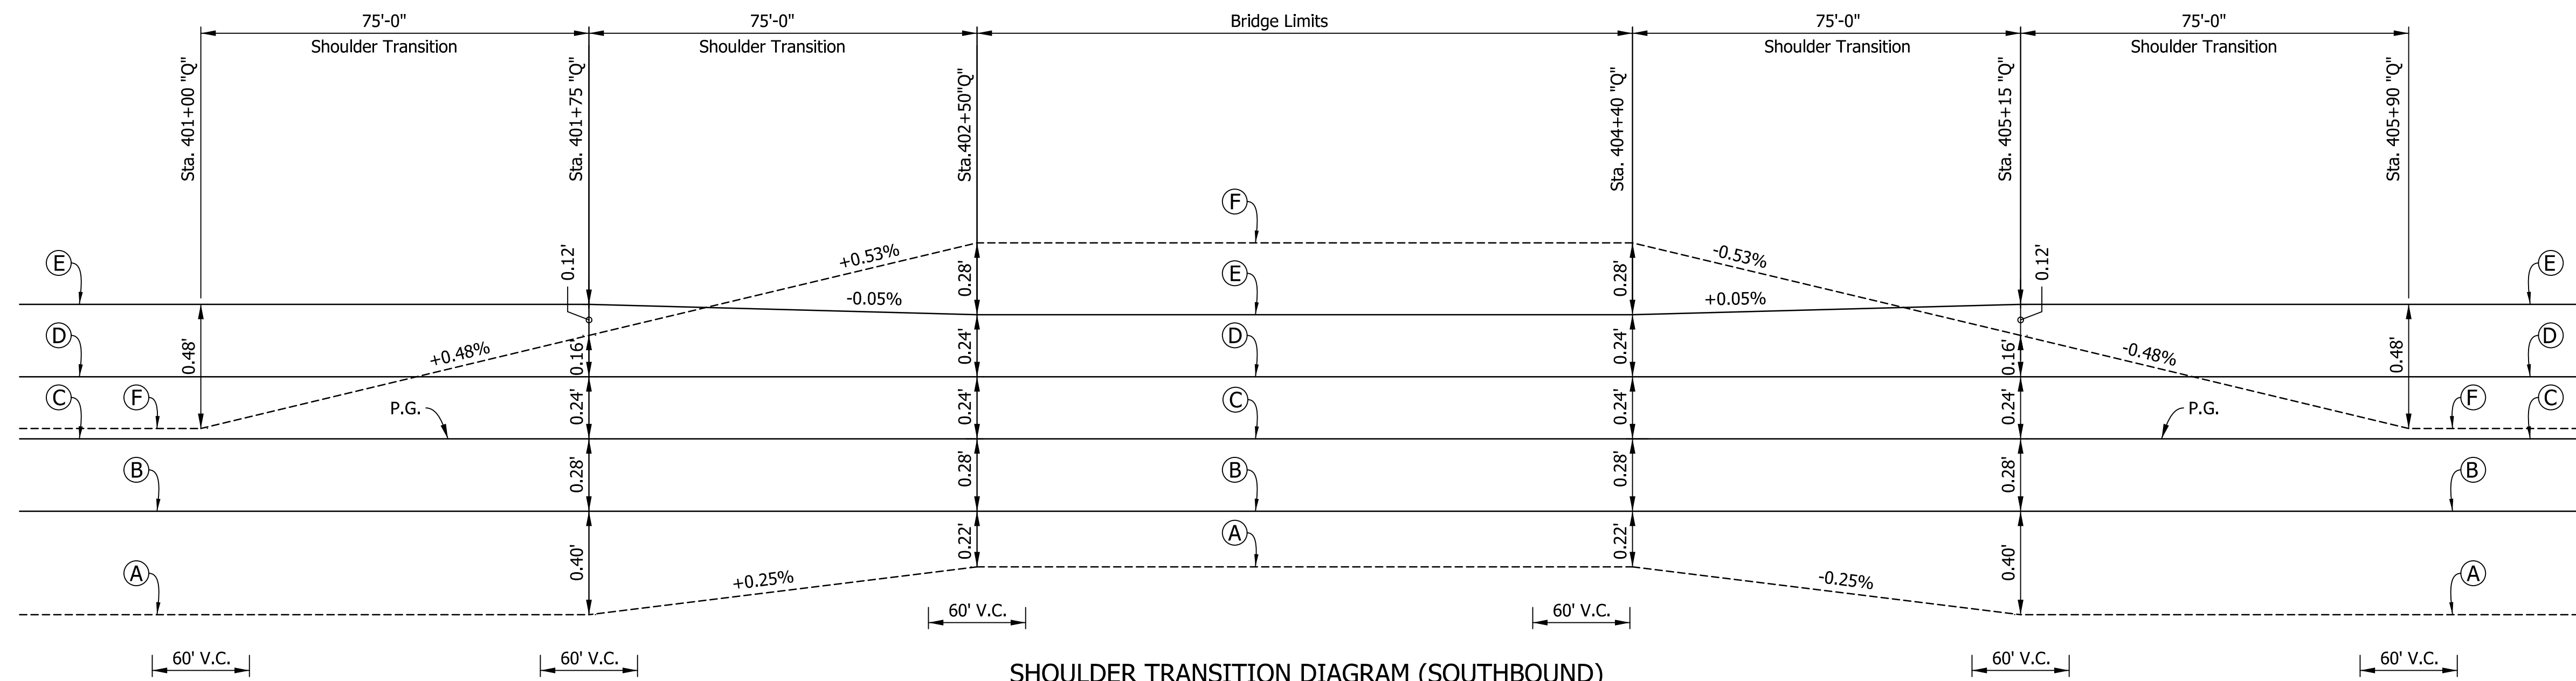 75'-0" 75'-0" Bridge Limits 75'-0" 75'-0"
Shoulder Transition Shoulder Transition Shoulder Transition Shoulder Transition
Sta. 401+00 "Q"
Sta. 401+75 "Q"
Sta.402+50"Q"
Sta. 404+40 "Q"
Sta. 405+15 "Q"
Sta. 405+90 "Q"
F
E 0.12' +0.53% 0.28' E 0.28' -0.53% 0.12' E
-0.05% +0.05%
D 0.48' +0.48% 0.16' 0.24' D 0.24' 0.16' -0.48% 0.48' D
C F P.G. 0.24' 0.24' C 0.24' 0.24' P.G. F C
B 0.28' 0.28' B 0.28' 0.28' B
A 0.40' +0.25% 0.22' A 0.22' -0.25% 0.40' A
60' V.C. 60' V.C.
60' V.C. 60' V.C. 60' V.C. 60' V.C.
SHOULDER TRANSITION DIAGRAM (SOUTHBOUND)